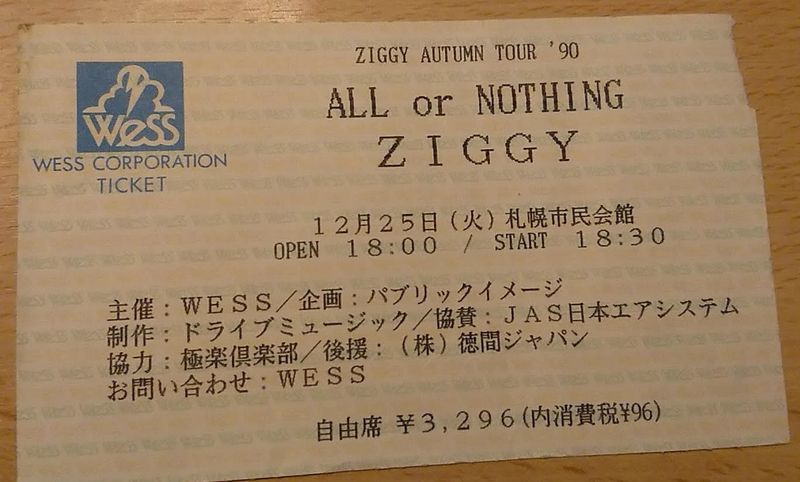 ZIGGY AUTUMN TOUR '90
ALL or NOTHING
ZIGGY
WESS
WESS CORPORATION
TICKET
12月25日(火)札幌市民会館
OPEN 18:00 / START 18:30
主催:WESS/企画:パブリックイメージ
制作:ドライブミュージック/協賛:JAS日本エアシステム
協力:極楽倶楽部/後援:(株)徳間ジャパン
お問い合わせ:WESS
自由席 ¥3,296(内消費税¥96)